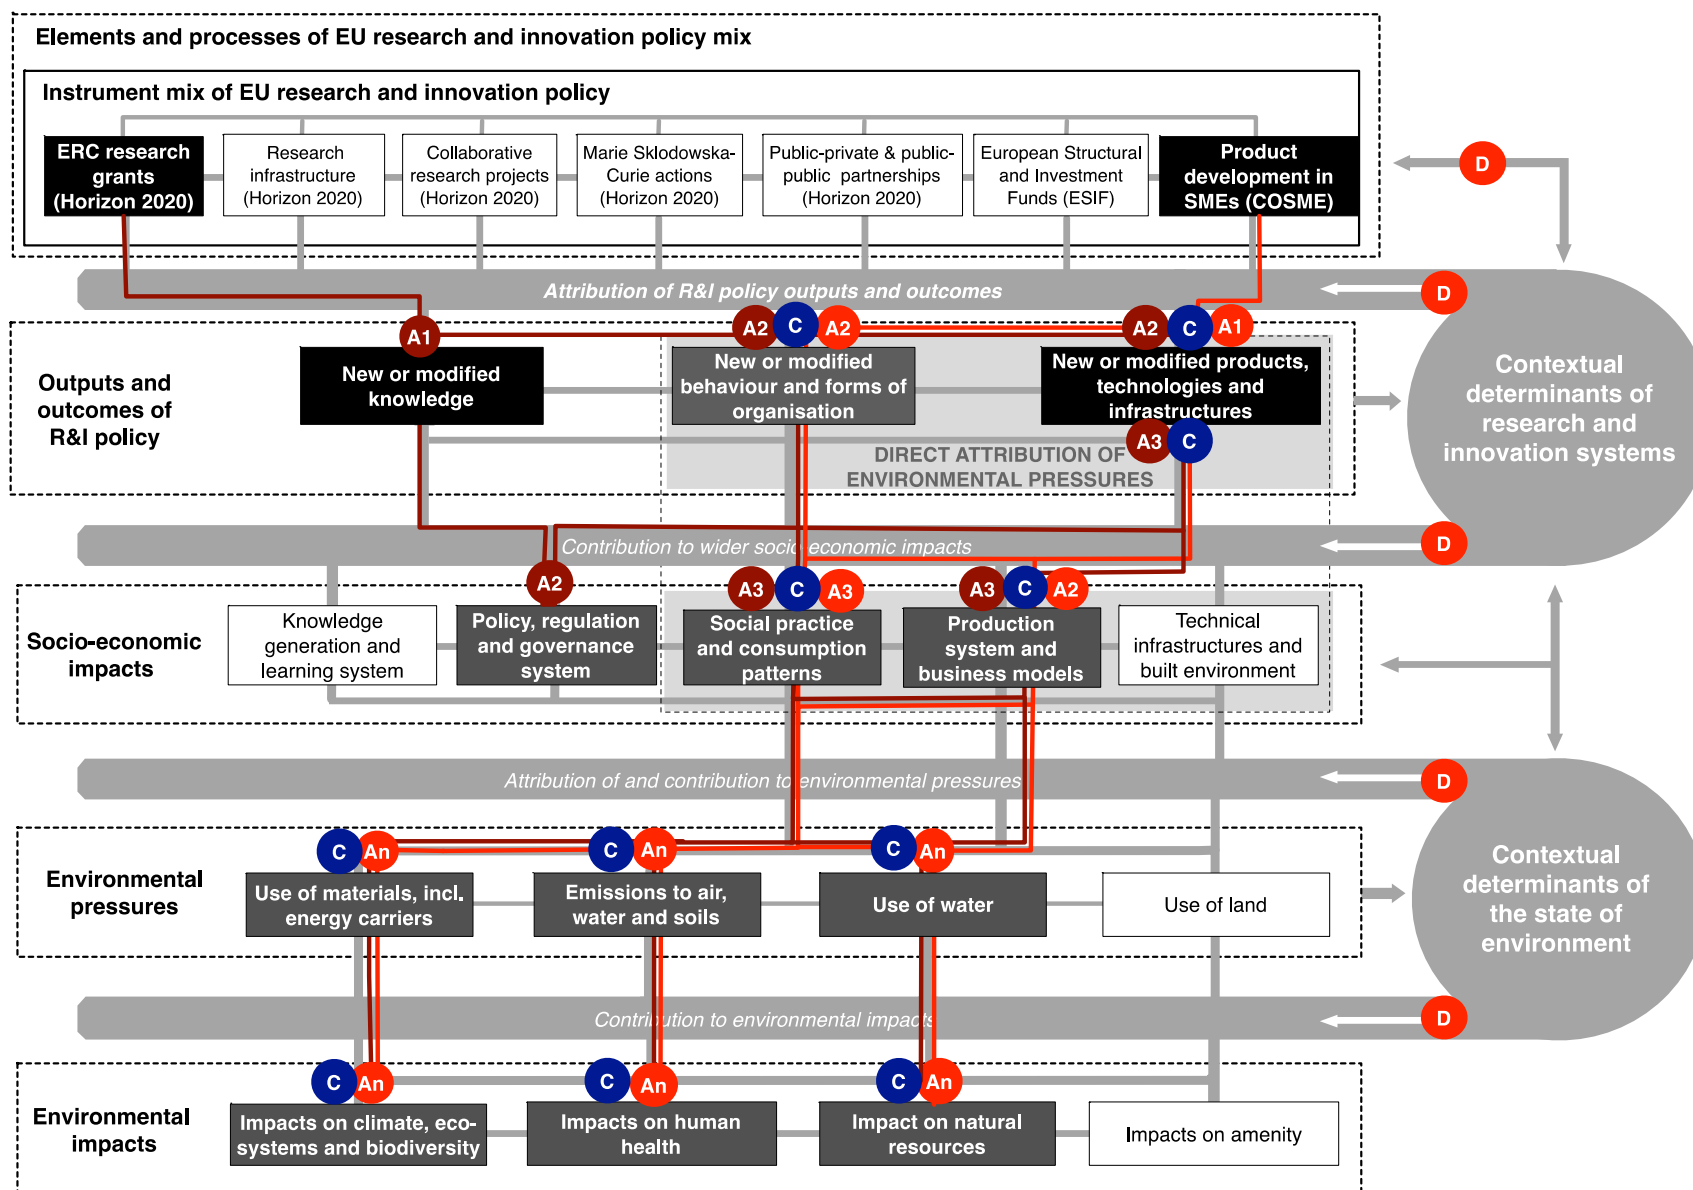 Elements and processes of EU research and innovation policy mix
Instrument mix of EU research and innovation policy
ERC research
grants
(Horizon 2020)
Research
infrastructure
(Horizon 2020)
Collaborative
research projects
(Horizon 2020)
Marie Sklodowska-
Curie actions
(Horizon 2020)
Public-private & public-
public partnerships
(Horizon 2020)
European Structural
and Investment
Funds (ESIF)
Product
development in
SMEs (COSME)
D
Attribution of R&I policy outputs and outcomes
D
A1
A2
C
A2
A2
C
A1
Outputs and
outcomes of
R&I policy
New or modified
knowledge
New or modified
behaviour and forms of
organisation
New or modified products,
technologies and
infrastructures
A3
C
DIRECT ATTRIBUTION OF
ENVIRONMENTAL PRESSURES
Contextual
determinants of
research and
innovation systems
Contribution to wider socio economic impacts
D
A2
A3
C
A3
A3
C
A2
Socio-economic
impacts
Knowledge
generation and
learning system
Policy, regulation
and governance
system
Social practice
and consumption
patterns
Production
system and
business models
Technical
infrastructures and
built environment
Attribution of and contribution to environmental pressures
D
C
An
C
An
C
An
Environmental
pressures
Use of materials, incl.
energy carriers
Emissions to air,
water and soils
Use of water
Use of land
Contextual
determinants of
the state of
environment
Contribution to environmental impacts
D
C
An
C
An
C
An
Environmental
impacts
Impacts on climate, eco-
systems and biodiversity
Impacts on human
health
Impact on natural
resources
Impacts on amenity